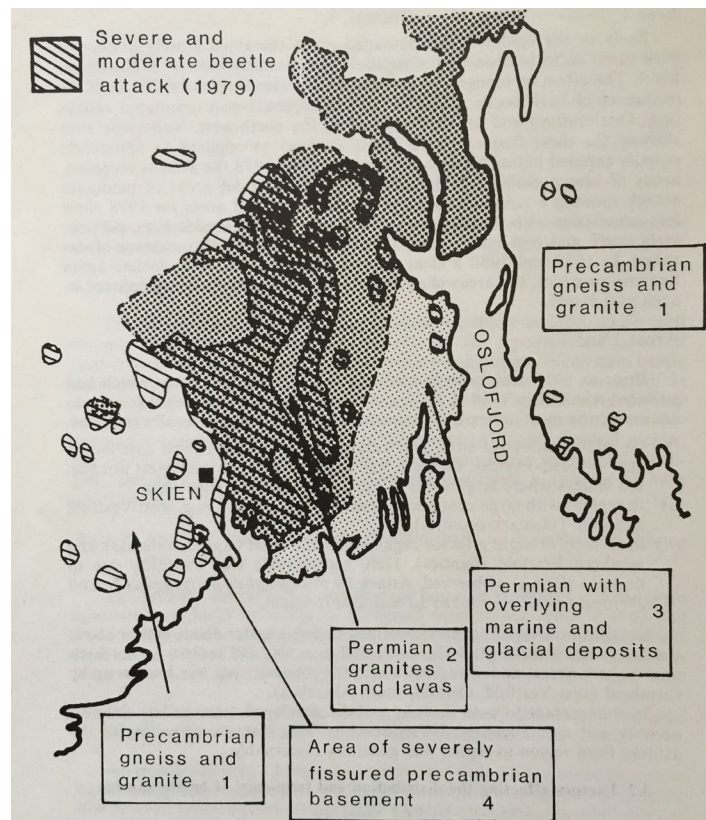 Severe and
moderate beetle
attack (1979)
Precambrian
gneiss and
granite 1
OSLOFJORD
SKIEN
Permian with
overlying 3
marine and
glacial deposits
Permian 2
granites
and lavas
Precambrian
gneiss and
granite 1
Area of severely
fissured precambrian
basement 4